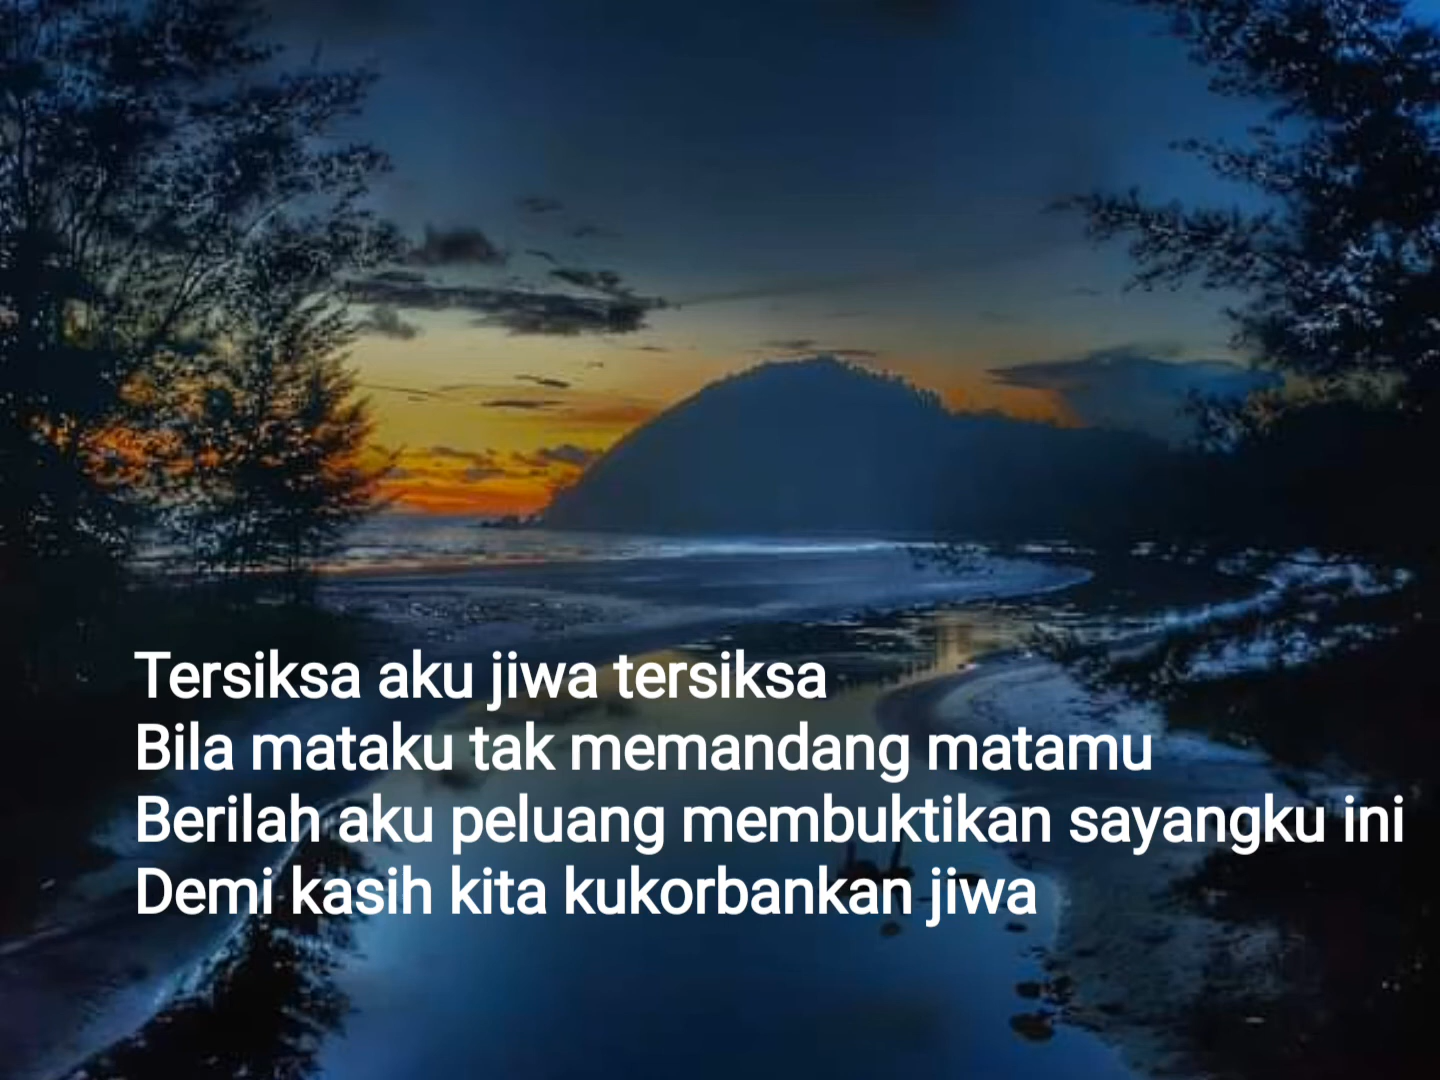 Tersiksa aku jiwa tersiksa
Bila mataku tak memandang matamu
Berilah aku peluang membuktikan sayangku ini
Demi kasih kita kukorbankan jiwa